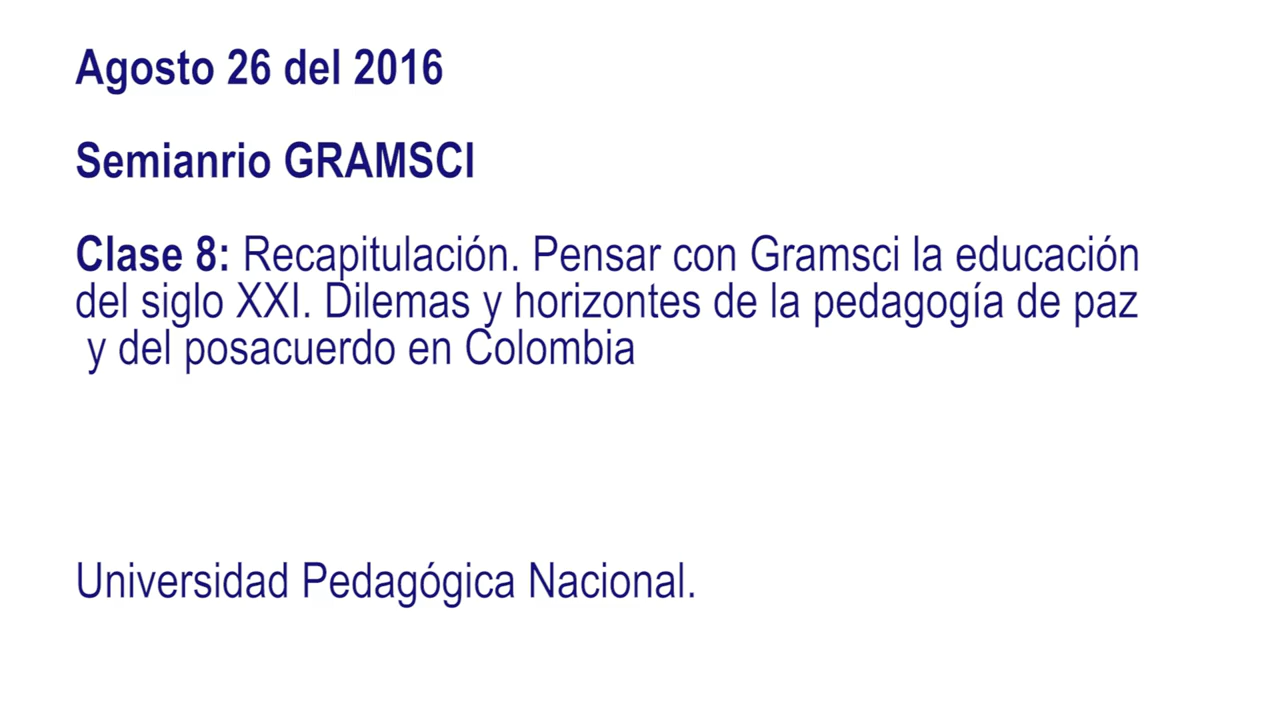 Agosto 26 del 2016
Semianrio GRAMSCI
Clase 8: Recapitulación. Pensar con Gramsci la educación
del siglo XXI. Dilemas y horizontes de la pedagogía de paz
y del posacuerdo en Colombia
Universidad Pedagógica Nacional.